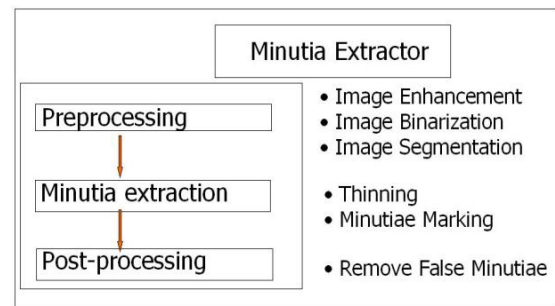 Minutia Extractor
Preprocessing
Minutia extraction
Post-processing
• Image Enhancement
• Image Binarization
• Image Segmentation
• Thinning
• Minutiae Marking
• Remove False Minutiae